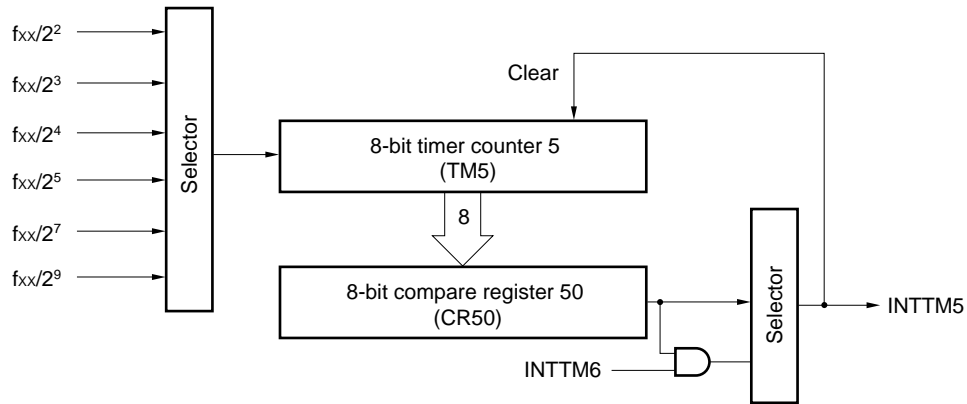 fxx/2²
fxx/2³
fxx/2⁴
fxx/2⁵
fxx/2⁷
fxx/2⁹
Selector
Clear
8-bit timer counter 5
(TM5)
8
8-bit compare register 50
(CR50)
INTTM6
Selector
INTTM5